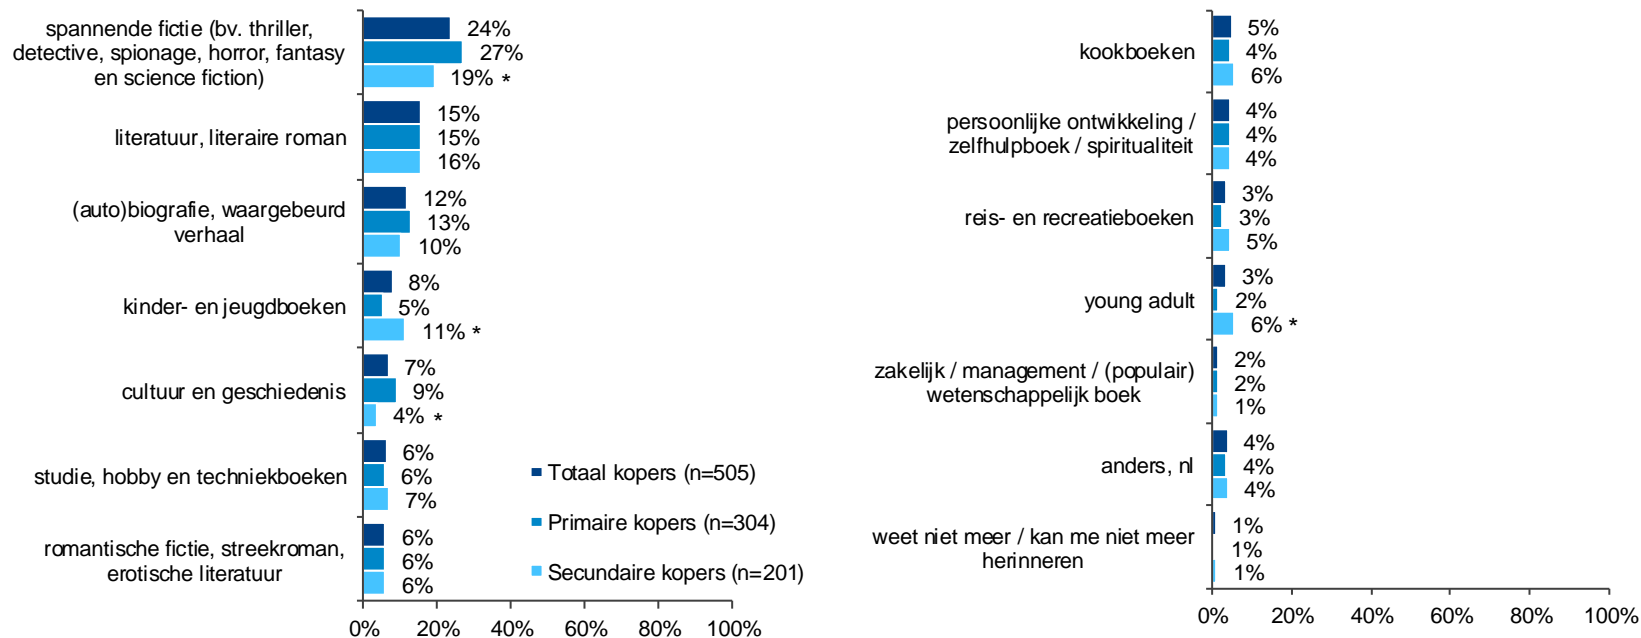 spannende fictie (bv. thriller,
detective, spionage, horror, fantasy
en science fiction)
24%
27%
19% *
literatuur, literaire roman
15%
15%
16%
(auto)biografie, waargebeurd
verhaal
12%
13%
10%
kinder- en jeugdboeken
8%
5%
11% *
cultuur en geschiedenis
7%
9%
4% *
studie, hobby en techniekboeken
6%
6%
7%
romantische fictie, streekroman,
erotische literatuur
6%
6%
6%
Totaal kopers (n=505)
Primaire kopers (n=304)
Secundaire kopers (n=201)
0% 20% 40% 60% 80% 100%
kookboeken
5%
4%
6%
persoonlijke ontwikkeling /
zelfhulpboek / spiritualiteit
4%
4%
4%
reis- en recreatieboeken
3%
3%
5%
young adult
3%
2%
6% *
zakelijk / management / (populair)
wetenschappelijk boek
2%
2%
1%
anders, nl
4%
4%
4%
weet niet meer / kan me niet meer
herinneren
1%
1%
1%
0% 20% 40% 60% 80% 100%